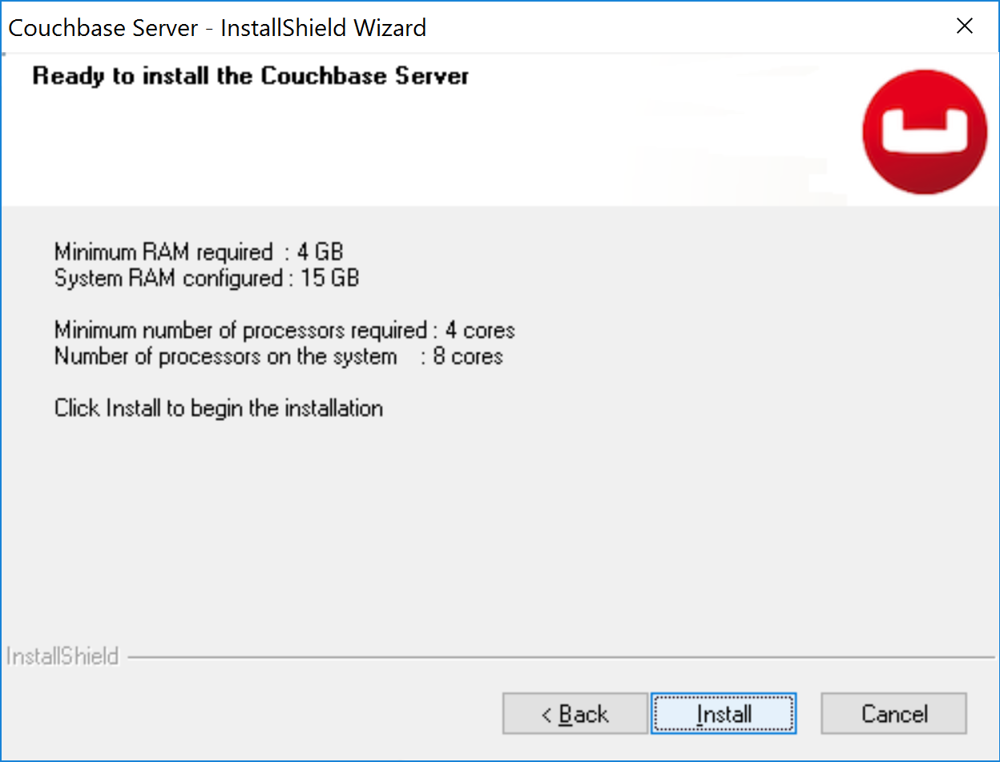 Couchbase Server - InstallShield Wizard
Ready to install the Couchbase Server
Minimum RAM required : 4 GB
System RAM configured : 15 GB
Minimum number of processors required : 4 cores
Number of processors on the system : 8 cores
Click Install to begin the installation
InstallShield
< Back Install Cancel